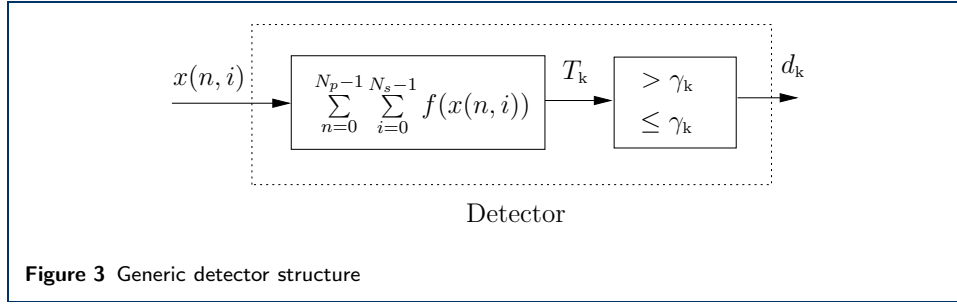 x(n, i)
N_p−1 N_s−1
∑ ∑ f(x(n, i))
n=0 i=0
T_k
> γ_k
≤ γ_k
d_k
Detector
Figure 3 Generic detector structure